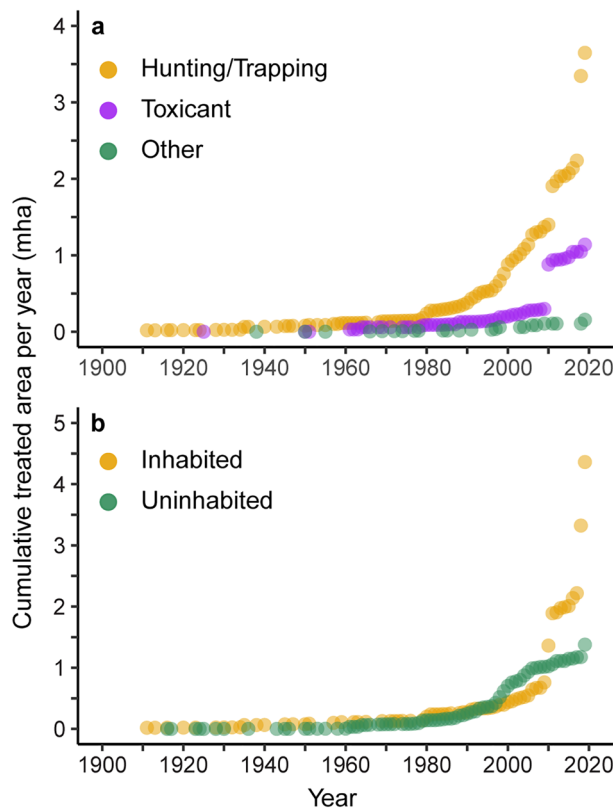 a
Hunting/Trapping
Toxicant
Other
4
3
2
1
0
1900 1920 1940 1960 1980 2000 2020
b
Inhabited
Uninhabited
5
4
3
2
1
0
1900 1920 1940 1960 1980 2000 2020
Year
Cumulative treated area per year (mha)